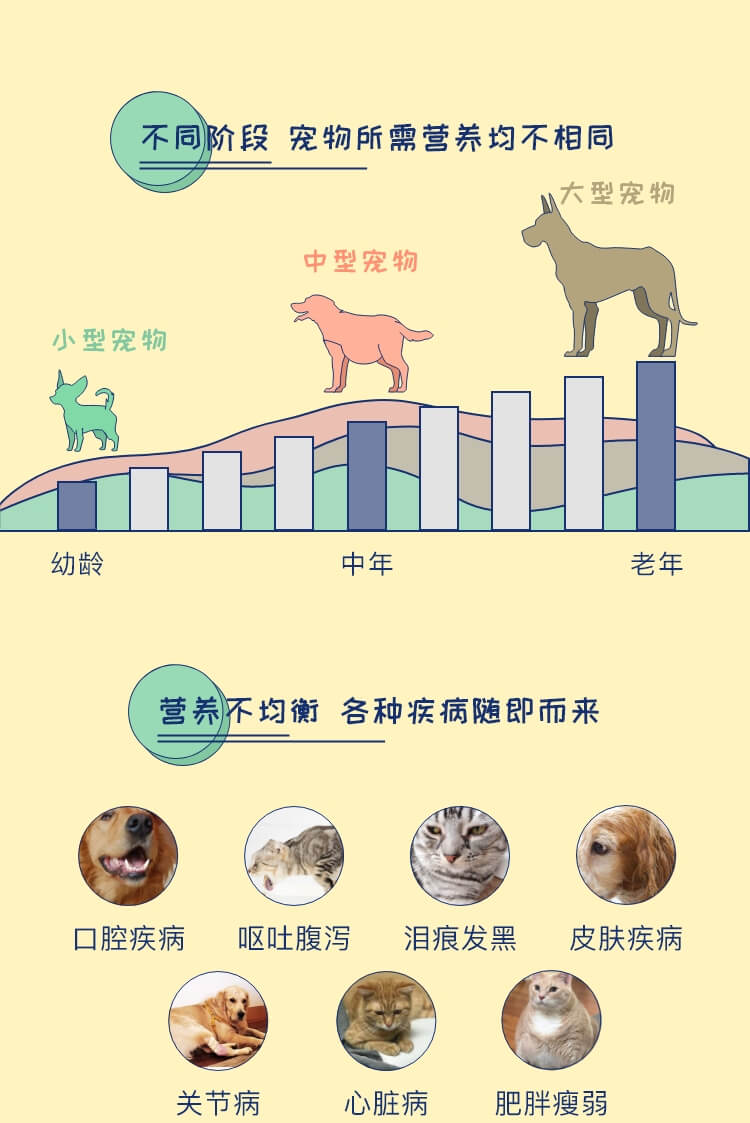 不同阶段 宠物所需营养均不相同
大型宠物
中型宠物
小型宠物
幼龄 中年 老年
营养不均衡 各种疾病随即而来
口腔疾病 呕吐腹泻 泪痕发黑 皮肤疾病
关节病 心脏病 肥胖瘦弱